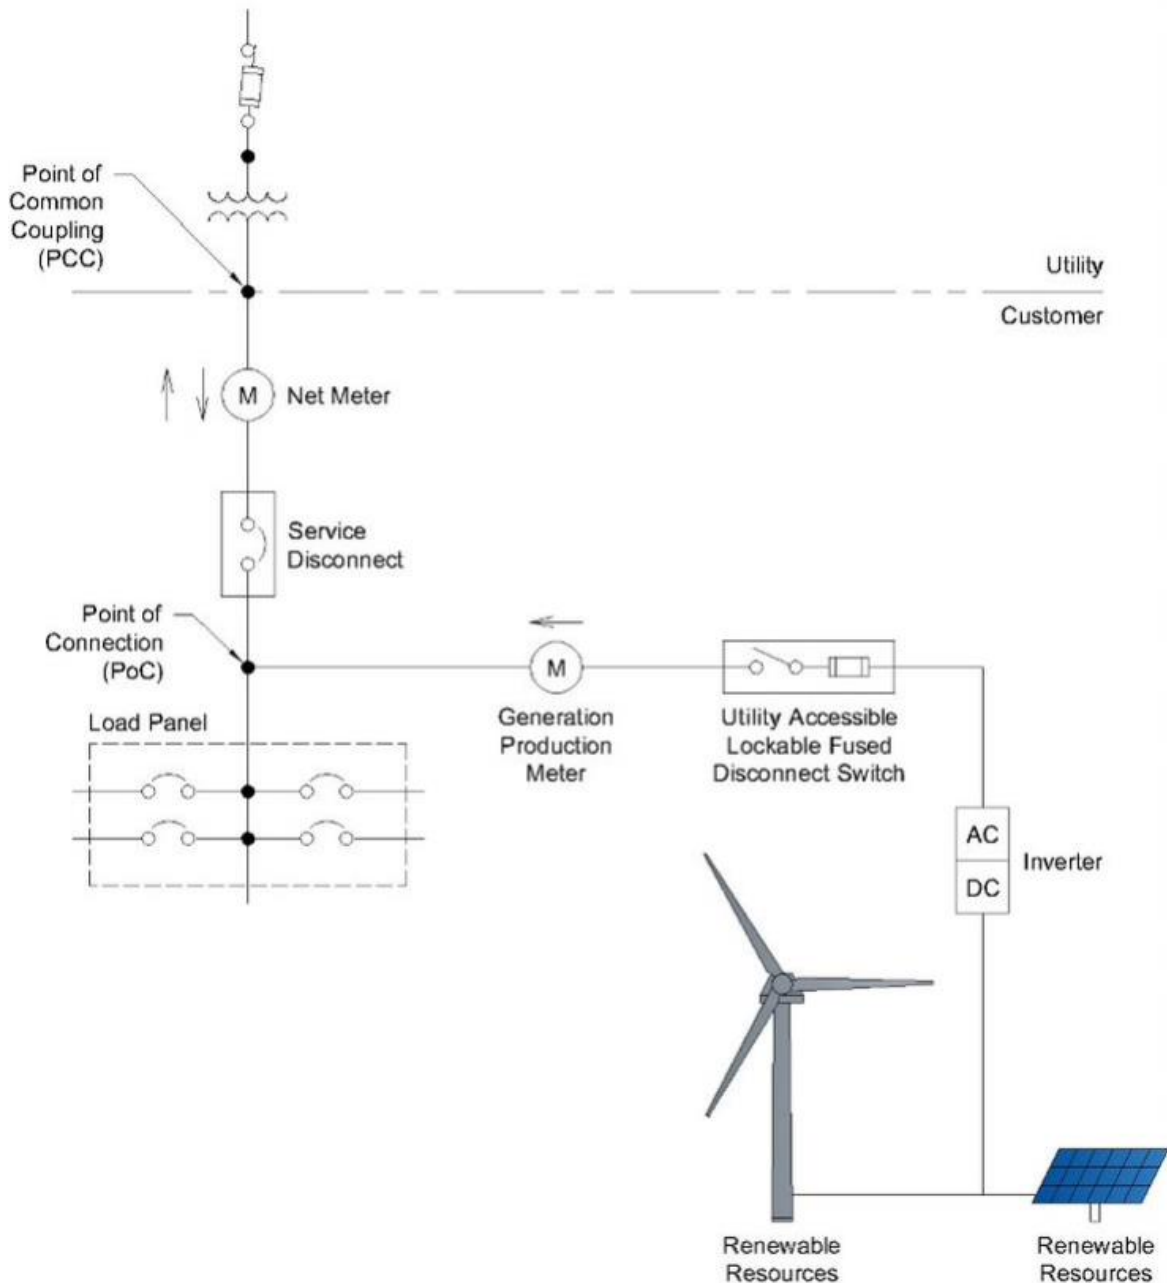 Point of
Common
Coupling
(PCC)
Utility
Customer
M
Net Meter
Service
Disconnect
Point of
Connection
(PoC)
M
Load Panel
Generation
Production
Meter
Utility Accessible
Lockable Fused
Disconnect Switch
AC
DC
Inverter
Renewable
Resources
Renewable
Resources